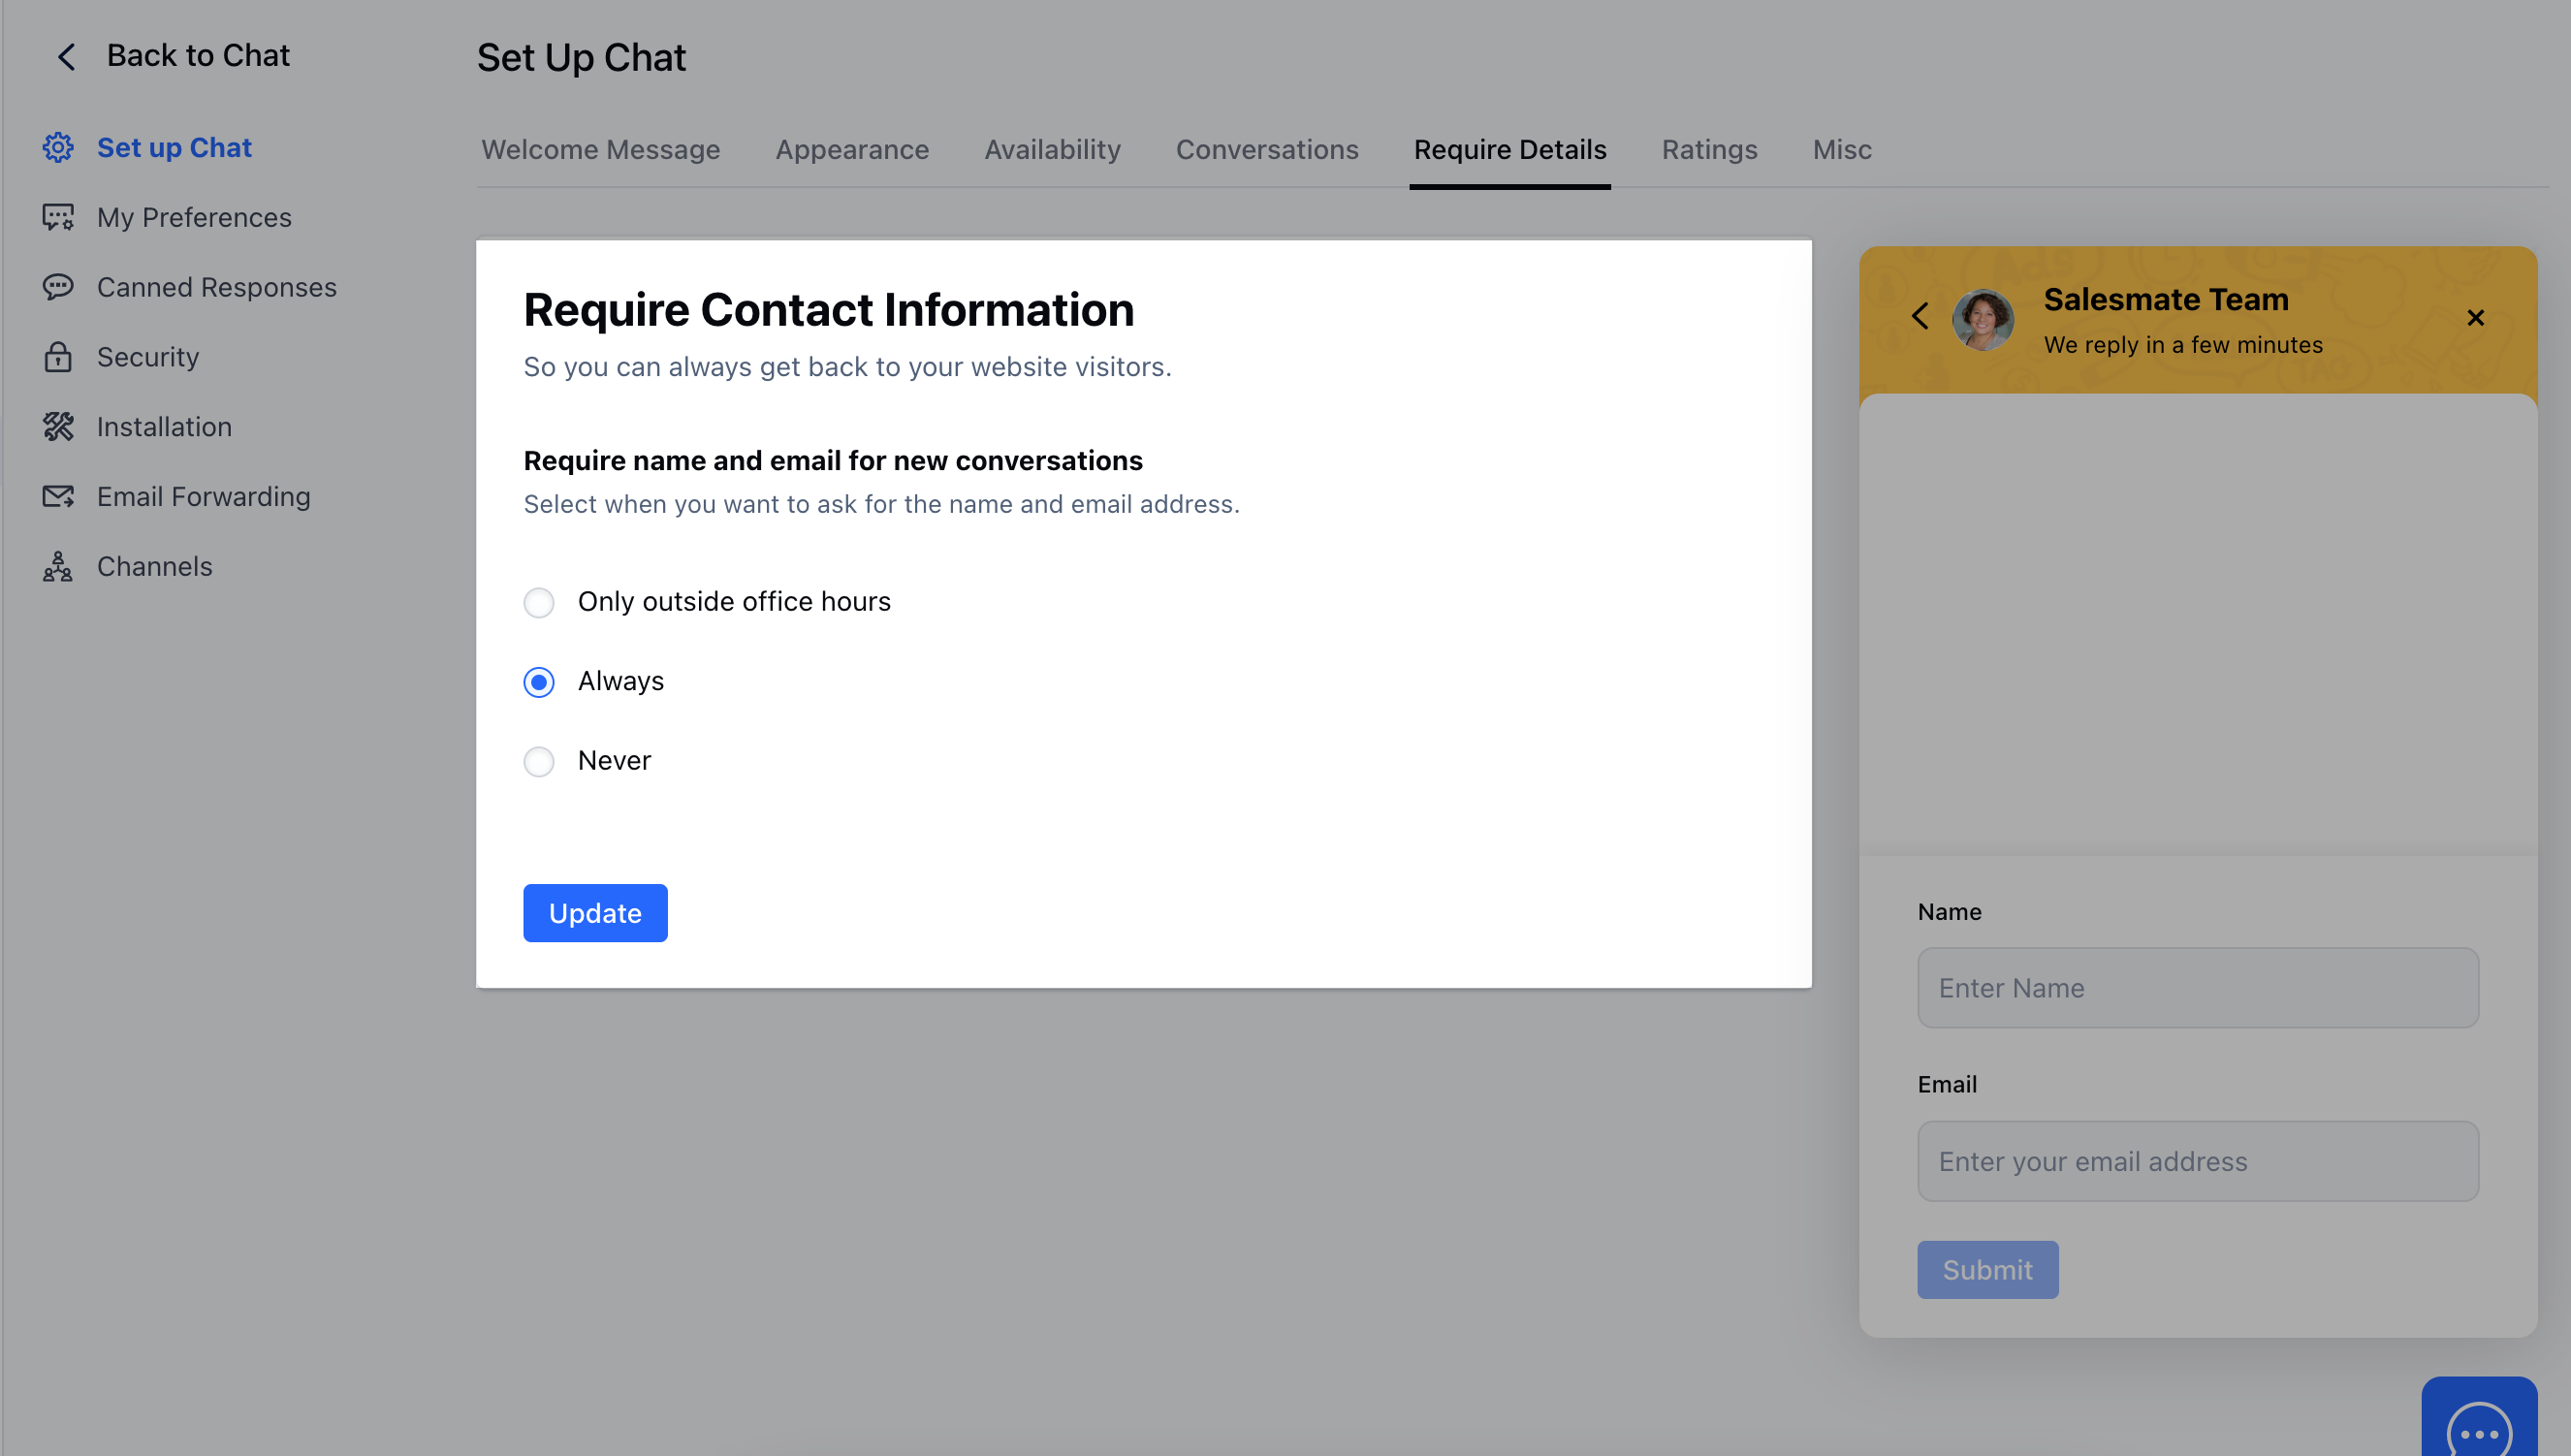 Back to Chat
Set up Chat
My Preferences
Canned Responses
Security
Installation
Email Forwarding
Channels
Set Up Chat
Welcome Message
Appearance
Availability
Conversations
Require Details
Ratings
Misc
Require Contact Information
So you can always get back to your website visitors.
Require name and email for new conversations
Select when you want to ask for the name and email address.
Only outside office hours
Always
Never
Update
Salesmate Team
We reply in a few minutes
ADS
TAG
Name
Enter Name
Email
Enter your email address
Submit